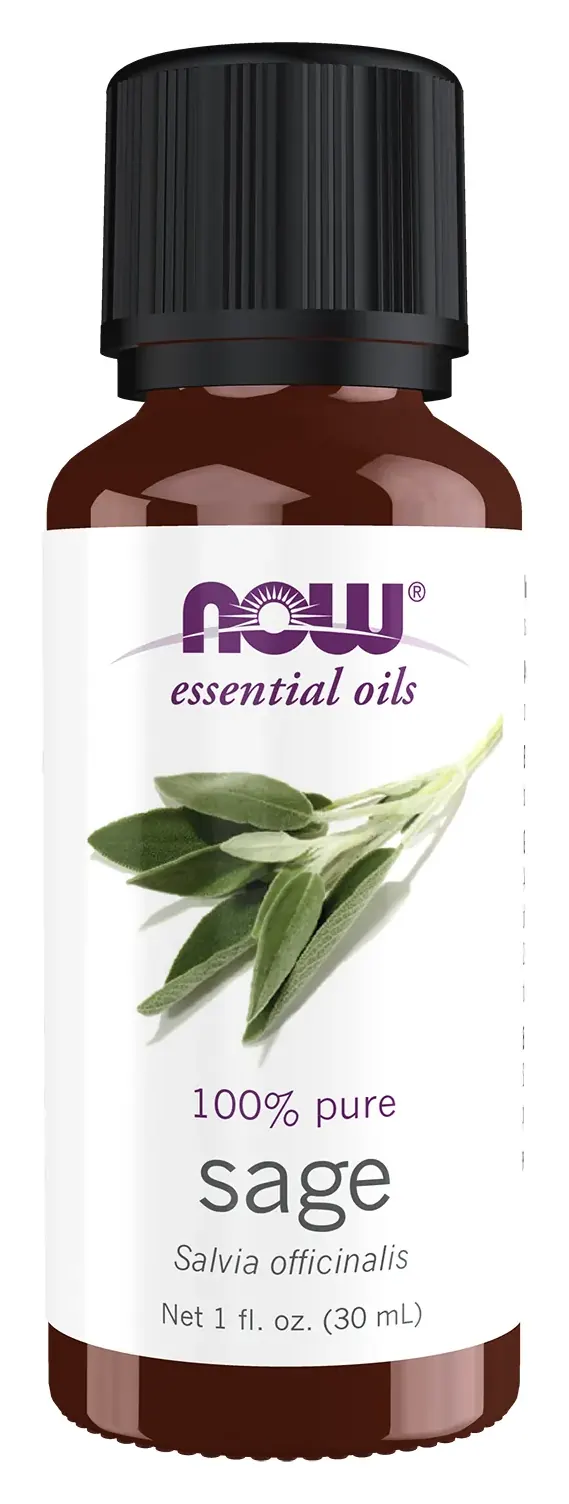 now®
essential oils
100% pure
sage
Salvia officinalis
Net 1 fl. oz. (30 mL)